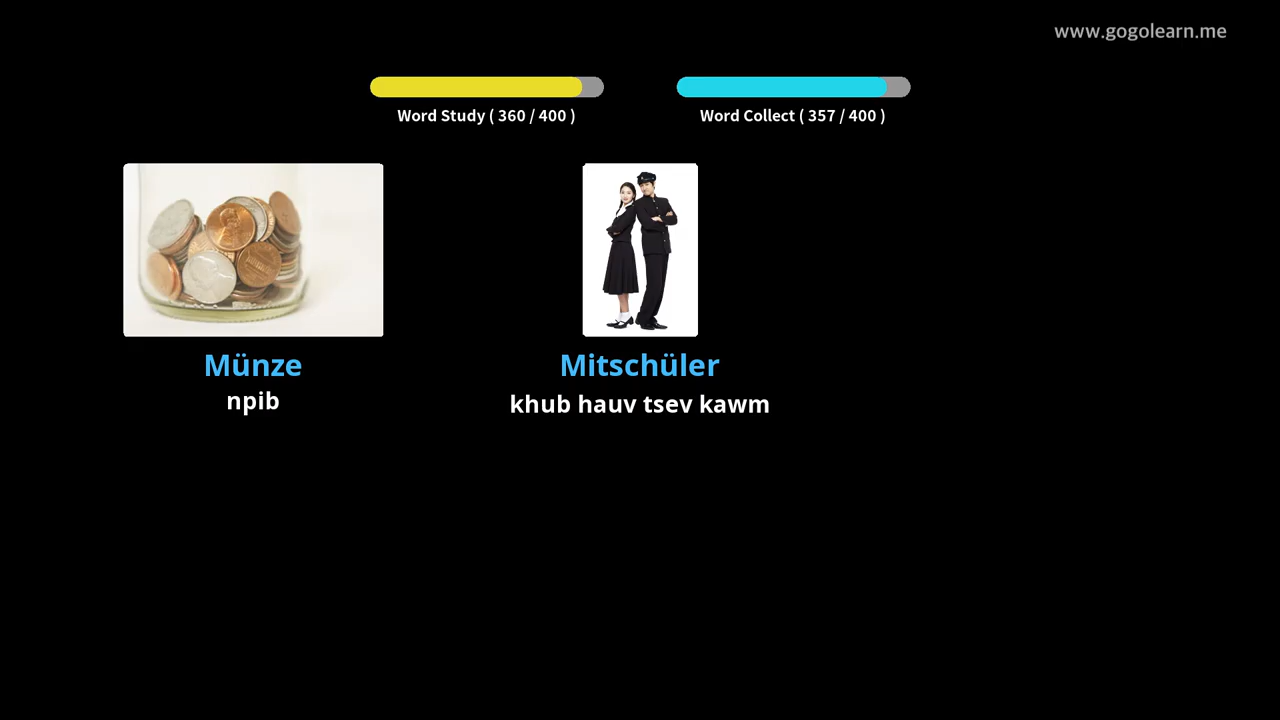 www.gogolearn.me
Word Study ( 360 / 400 )
Word Collect ( 357 / 400 )
Münze
npib
Mitschüler
khub hauv tsev kawm